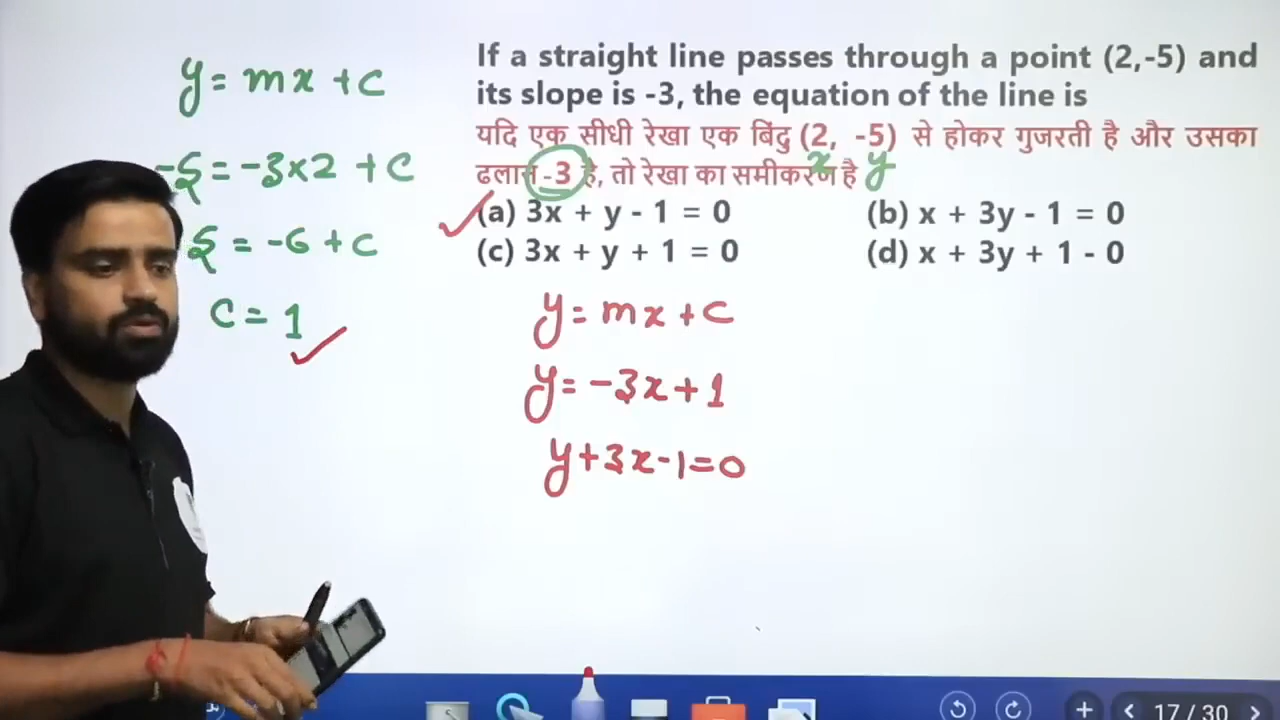 y = mx + c
-5 = -3x2 + c
5 = -6 + c
c = 1
If a straight line passes through a point (2,-5) and
its slope is -3, the equation of the line is
यदि एक सीधी रेखा एक बिंदु (2, -5) से होकर गुजरती है और उसका
ढलान -3 है, तो रेखा का समीकरण है
x y
(a) 3x + y - 1 = 0 (b) x + 3y - 1 = 0
(c) 3x + y + 1 = 0 (d) x + 3y + 1 - 0
y = mx + c
y = -3x + 1
y + 3x - 1 = 0
17 / 30